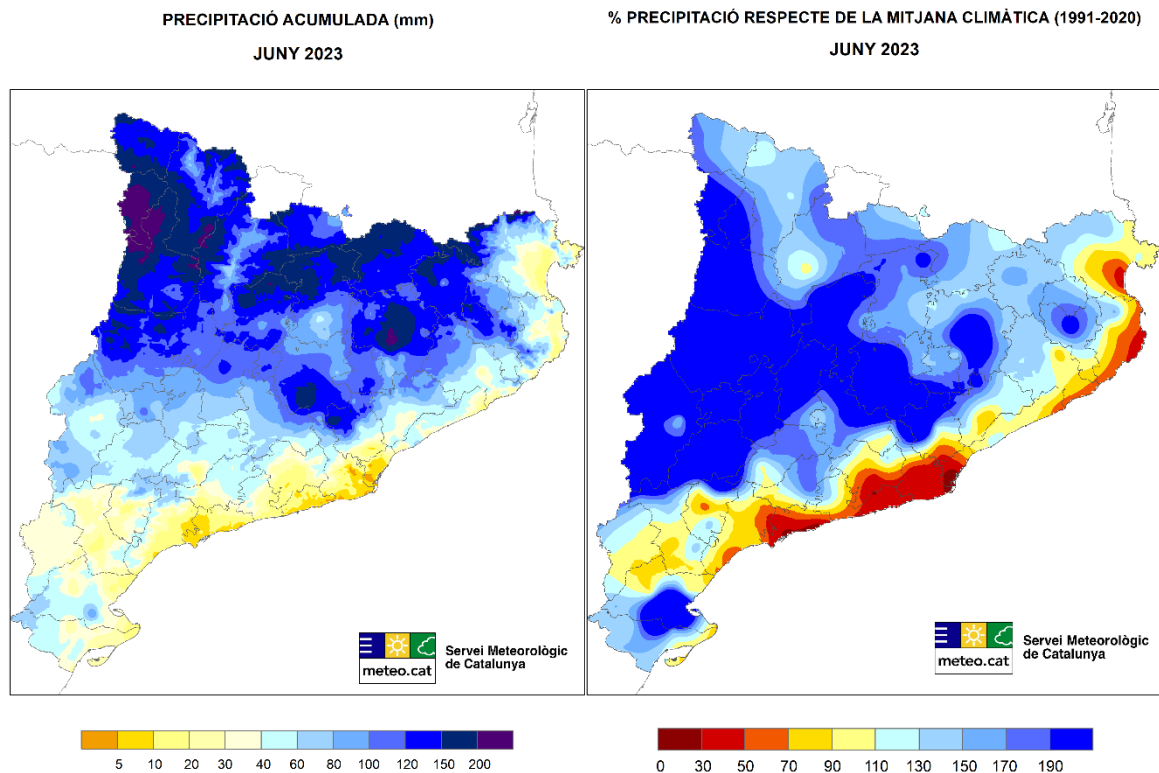 PRECIPITACIÓ ACUMULADA (mm)
JUNY 2023
% PRECIPITACIÓ RESPECTE DE LA MITJANA CLIMÀTICA (1991-2020)
JUNY 2023
meteo.cat
Servei Meteorològic
de Catalunya
meteo.cat
Servei Meteorològic
de Catalunya
5 10 20 30 40 60 80 100 120 150 200
0 30 50 70 90 110 130 150 170 190